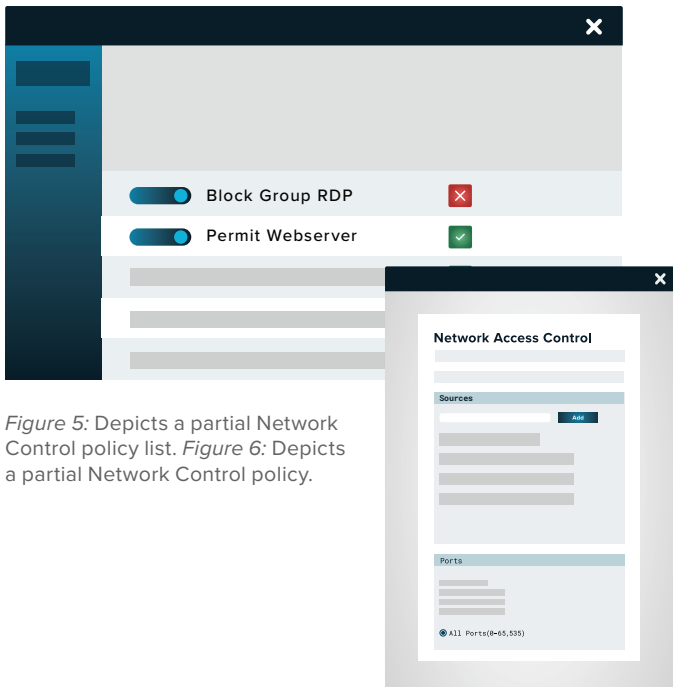 Block Group RDP
Permit Webserver
Network Access Control
Sources
Add
Ports
All Ports(0-65,535)
Figure 5: Depicts a partial Network
Control policy list. Figure 6: Depicts
a partial Network Control policy.